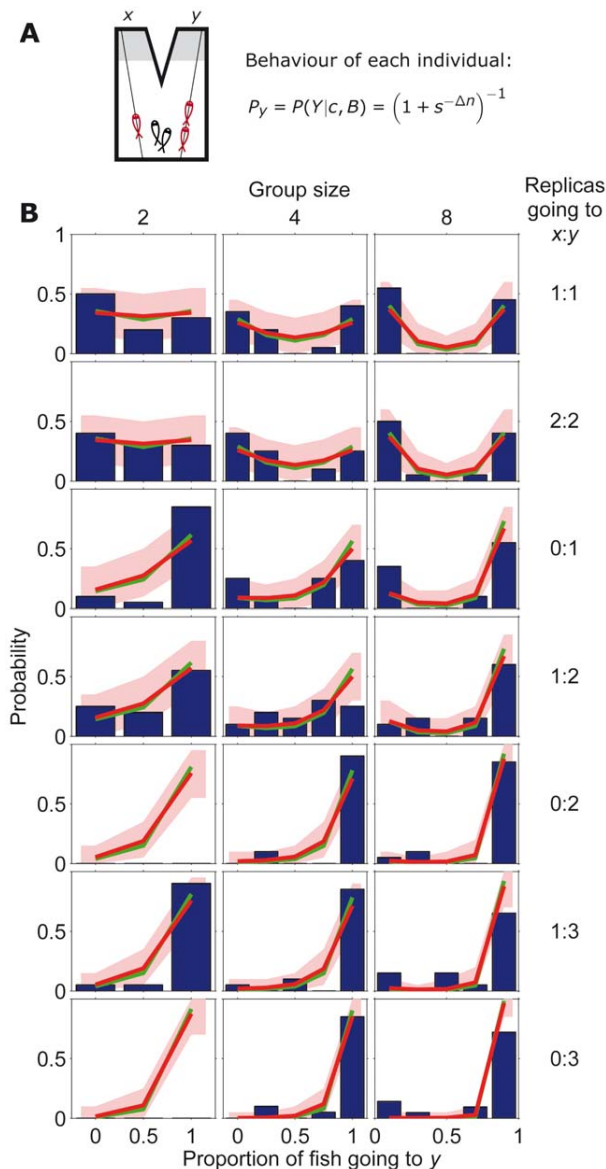 A
x y
Behaviour of each individual:
P_y = P(Y|c, B) = (1 + s^{-Δn})^{-1}
B
Group size
Replicas
going to
x:y
2 4 8
1
0.5
0
1:1
0.5
0
2:2
0.5
0
0:1
0.5
0
1:2
0.5
0
0:2
0.5
0
1:3
0.5
0
0:3
Probability
0 0.5 1 0 0.5 1 0 0.5 1
Proportion of fish going to y